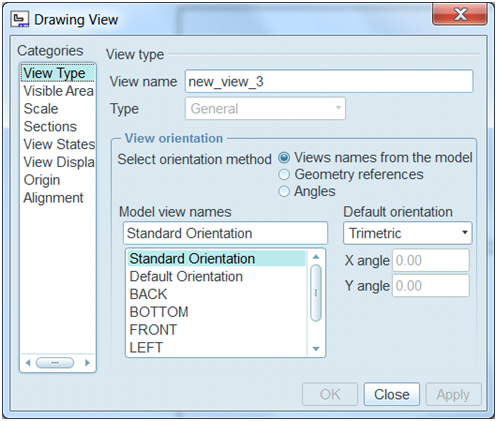 Drawing View
Categories
View Type
Visible Area
Scale
Sections
View States
View Displa
Origin
Alignment
View type
View name new_view_3
Type General
View orientation
Select orientation method Views names from the model
Geometry references
Angles
Model view names
Standard Orientation
Standard Orientation
Default Orientation
BACK
BOTTOM
FRONT
LEFT
Default orientation
Trimetric
X angle 0.00
Y angle 0.00
OK Close Apply